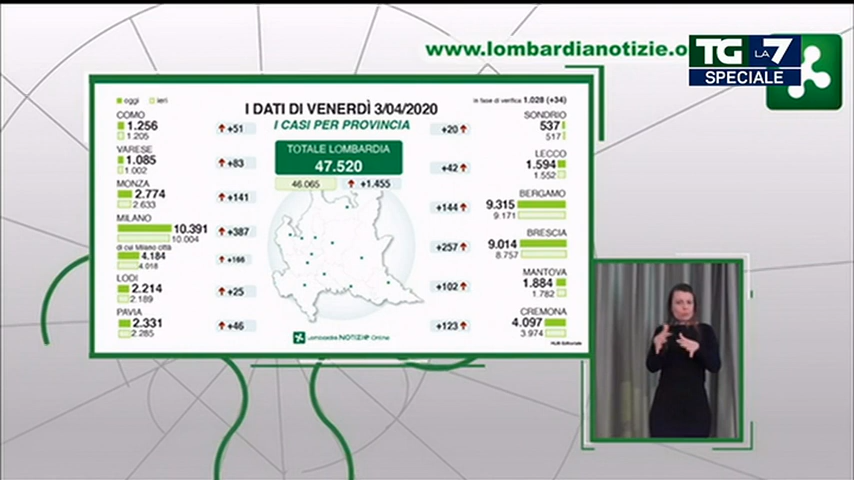 www.lombardianotizie.o
TG LA 7
SPECIALE
oggi ieri
I DATI DI VENERDÌ 3/04/2020
In fase di verifica 1.028 (+34)
I CASI PER PROVINCIA
TOTALE LOMBARDIA
47.520
46.065 +1.455
COMO
1.256
1.205
+51
VARESE
1.085
1.002
+83
MONZA
2.774
2.633
+141
MILANO
10.391
10.004
+387
di cui Milano città
4.184
4.018
+166
LODI
2.214
2.189
+25
PAVIA
2.331
2.285
+46
SONDRIO
+20
537
517
LECCO
+42
1.594
1.552
BERGAMO
+144
9.315
9.171
BRESCIA
+257
9.014
8.757
MANTOVA
+102
1.884
1.782
CREMONA
+123
4.097
3.974
Lombardia NOTIZIE Online